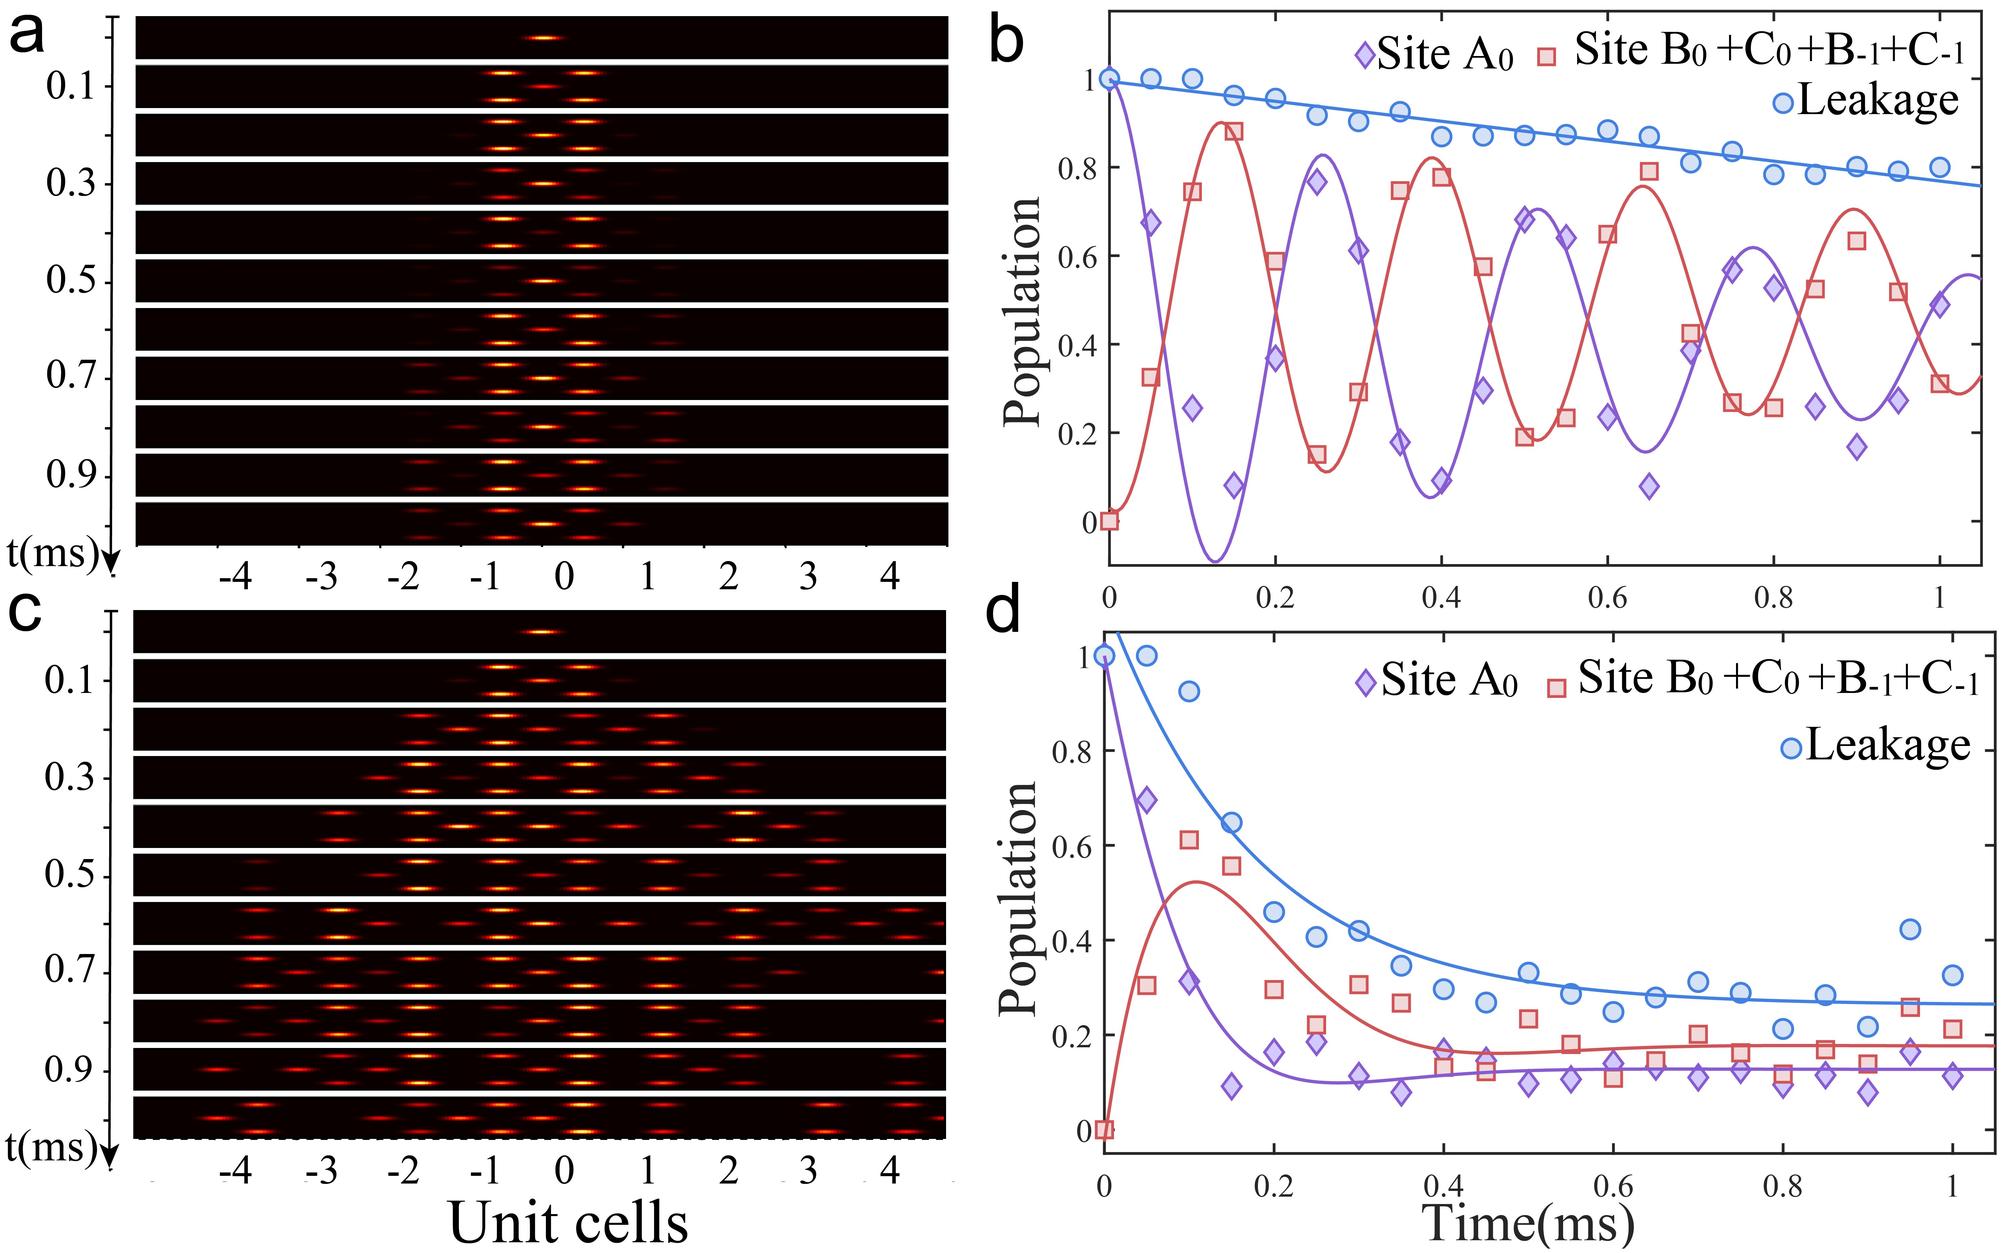 a
0.1
0.3
0.5
0.7
0.9
t(ms)
-4 -3 -2 -1 0 1 2 3 4
b
Site A0 Site B0 +C0 +B-1+C-1
Leakage
Population
1
0.8
0.6
0.4
0.2
0
0 0.2 0.4 0.6 0.8 1
c
0.1
0.3
0.5
0.7
0.9
t(ms)
-4 -3 -2 -1 0 1 2 3 4
Unit cells
d
Site A0 Site B0 +C0 +B-1+C-1
Leakage
Population
1
0.8
0.6
0.4
0.2
0
0 0.2 0.4 0.6 0.8 1
Time(ms)